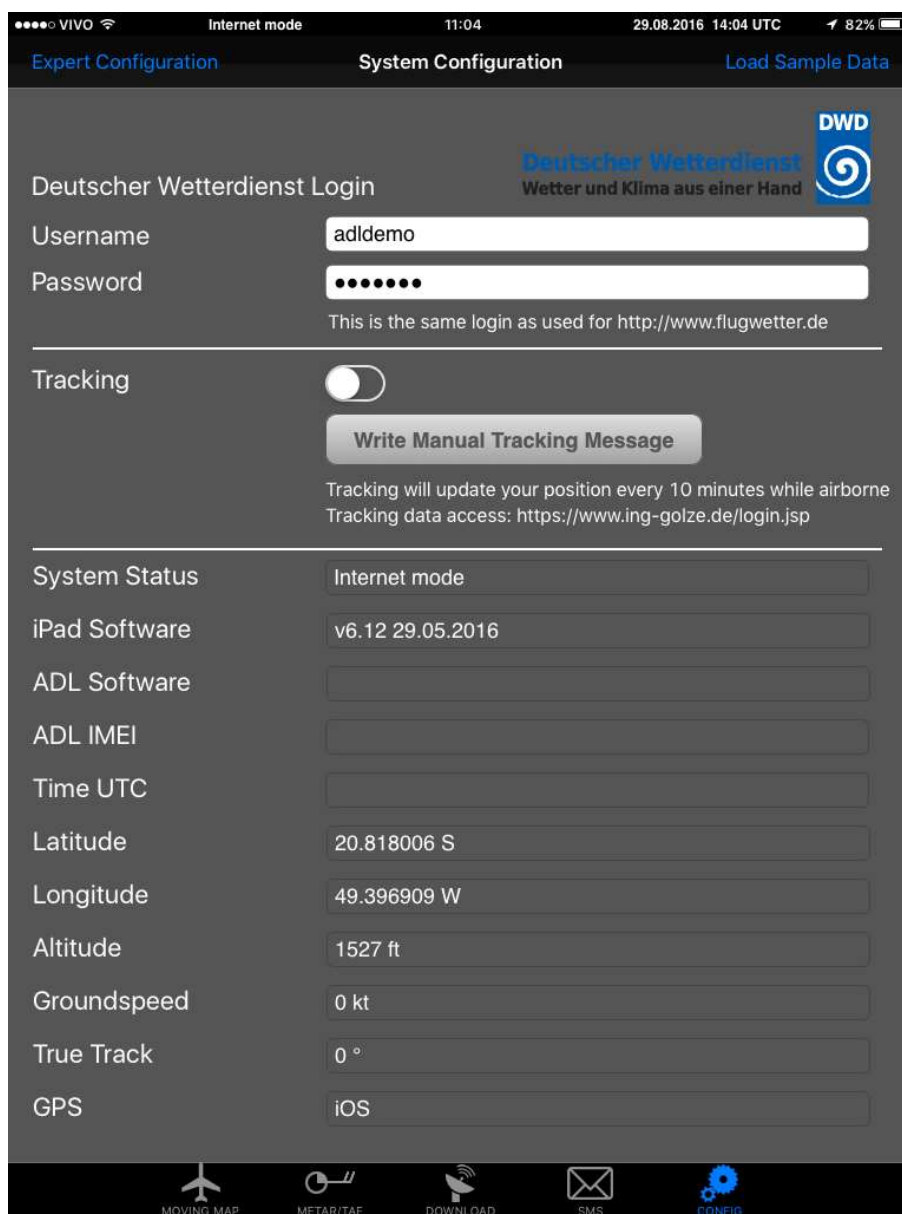 VIVO Internet mode 11:04 29.08.2016 14:04 UTC 82%
Expert Configuration System Configuration Load Sample Data
DWD
Deutscher Wetterdienst
Wetter und Klima aus einer Hand
Deutscher Wetterdienst Login
Username adldemo
Password •••••••
This is the same login as used for http://www.flugwetter.de
Tracking
Write Manual Tracking Message
Tracking will update your position every 10 minutes while airborne
Tracking data access: https://www.ing-golze.de/login.jsp
System Status Internet mode
iPad Software v6.12 29.05.2016
ADL Software
ADL IMEI
Time UTC
Latitude 20.818006 S
Longitude 49.396909 W
Altitude 1527 ft
Groundspeed 0 kt
True Track 0 °
GPS iOS
MOVING MAP METAR/TAF DOWNLOAD SMS CONFIG